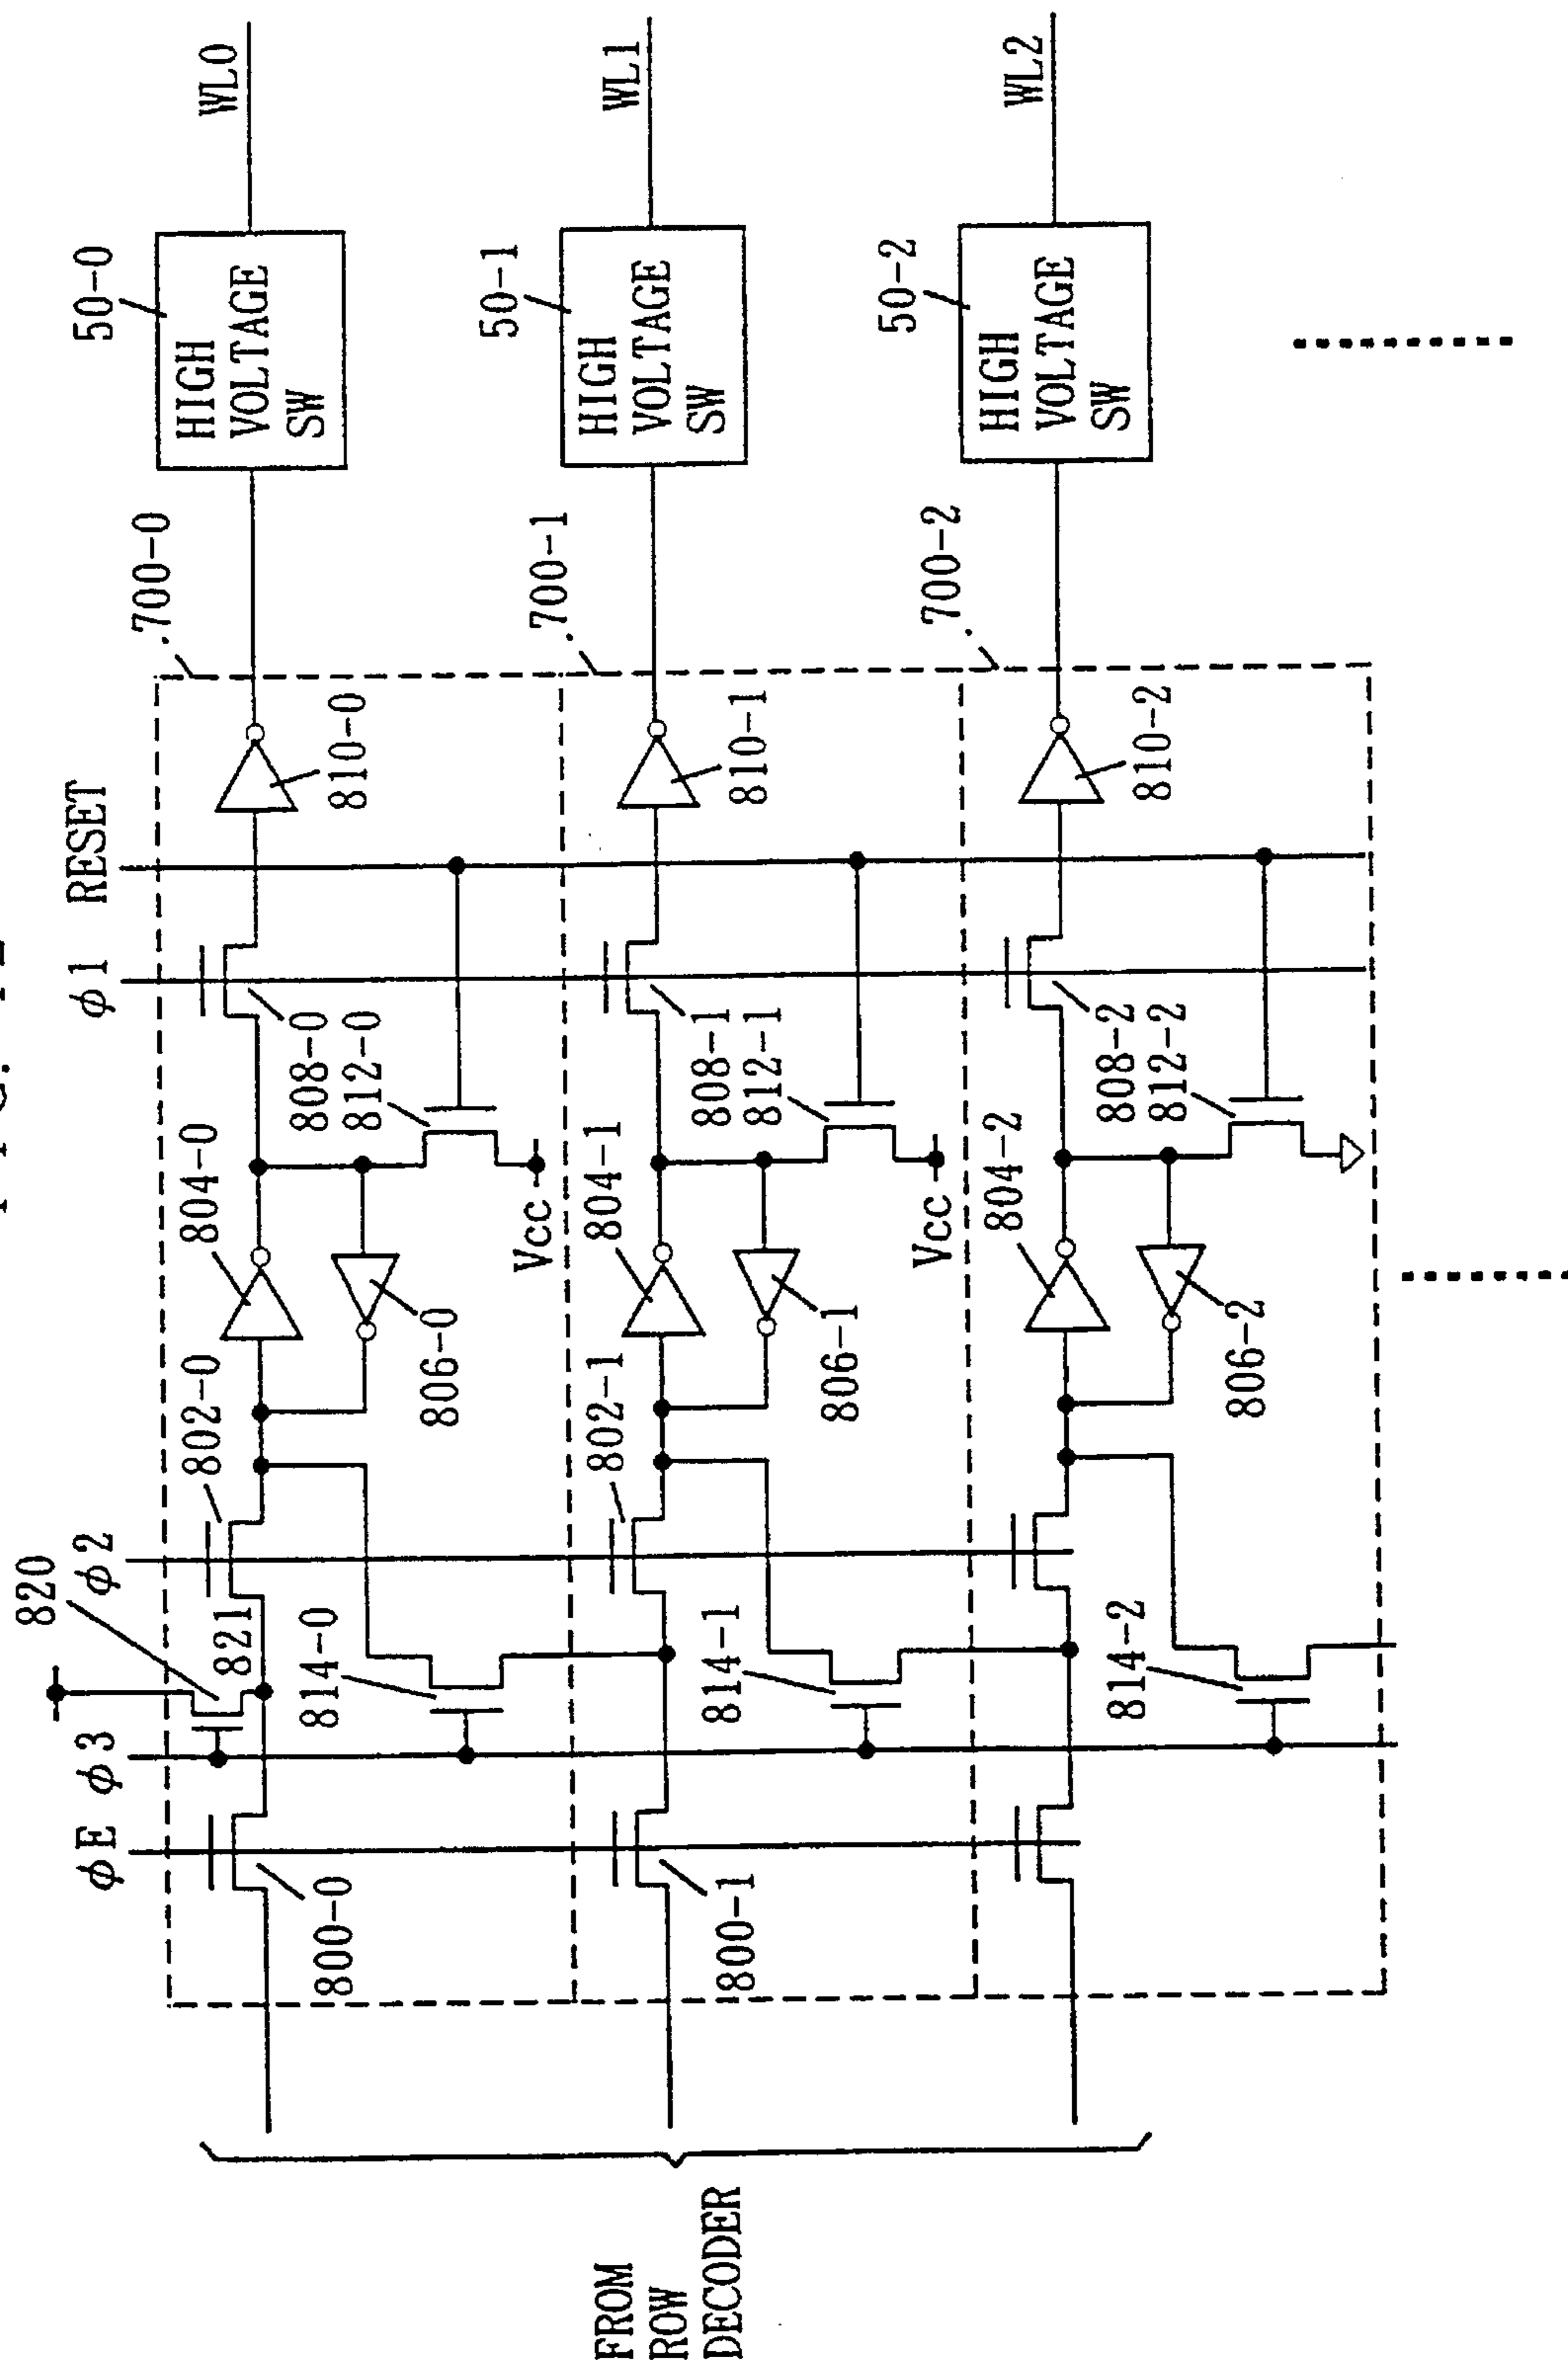 820
φE φ3 φ2 φ1 RESET
821
800-0
814-0
802-0
806-0
804-0
808-0
812-0
Vcc
810-0
700-0
50-0
HIGH
VOLTAGE
SW
WL0
800-1
814-1
802-1
806-1
804-1
808-1
812-1
Vcc
810-1
700-1
50-1
HIGH
VOLTAGE
SW
WL1
814-2
806-2
804-2
808-2
812-2
810-2
700-2
50-2
HIGH
VOLTAGE
SW
WL2
FROM
ROW
DECODER